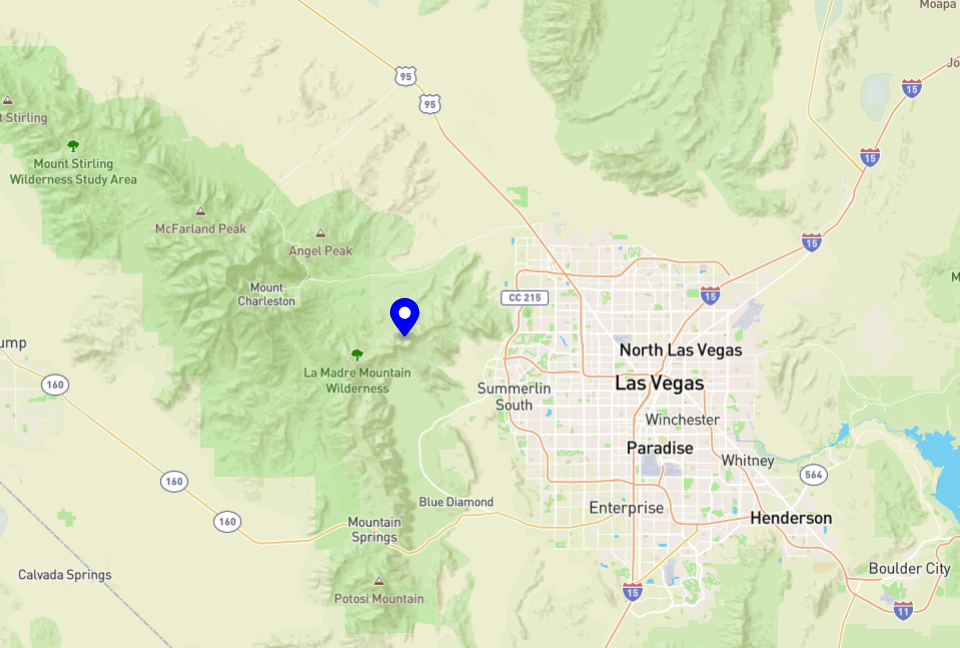 Moapa
95
95
15
15
t Stirling
Mount Stirling
Wilderness Study Area
McFarland Peak
Angel Peak
15
Mount
Charleston
CC 215
15
ump
North Las Vegas
160
La Madre Mountain
Wilderness
Las Vegas
Summerlin
South
Winchester
Paradise
Whitney
160
564
Blue Diamond
Enterprise
Henderson
160
Mountain
Springs
Boulder City
Calvada Springs
Potosi Mountain
15
11